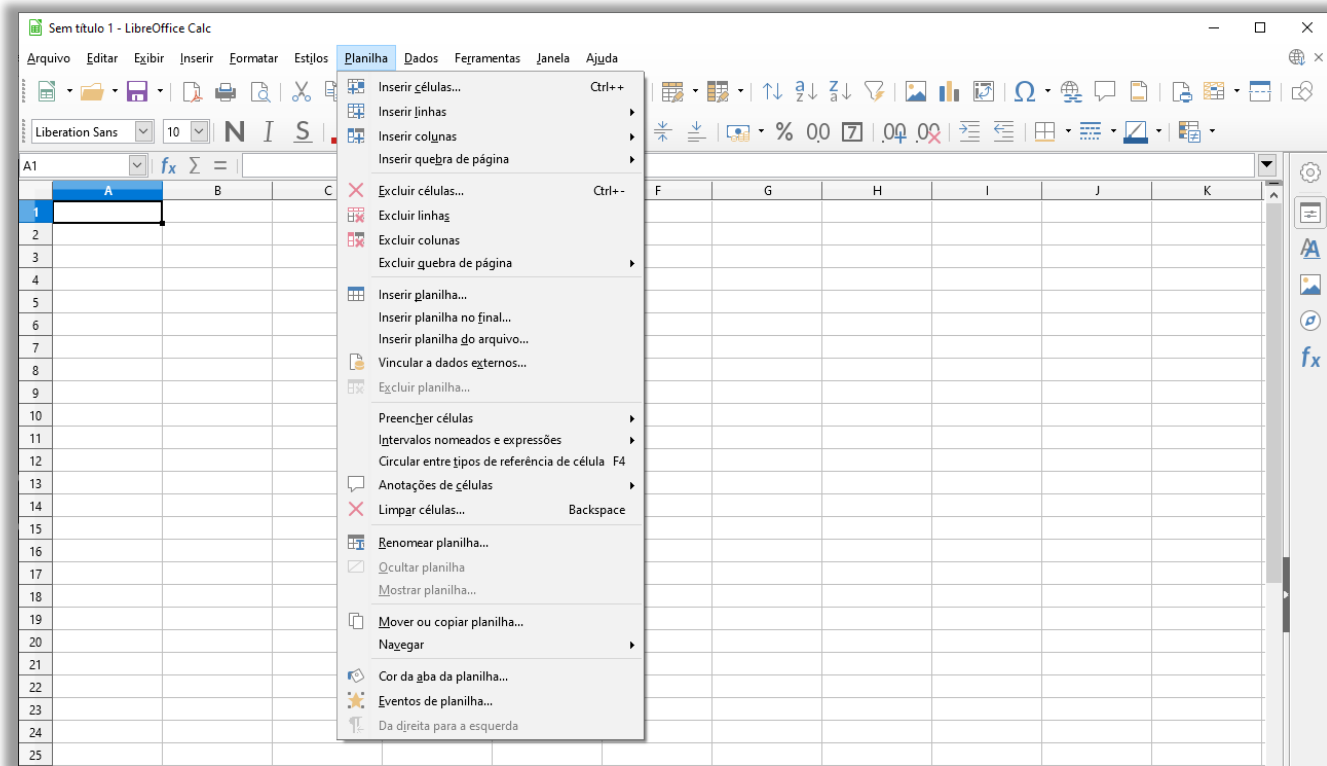 Sem título 1 - LibreOffice Calc
Arquivo Editar Exibir Inserir Formatar Estilos Planilha Dados Ferramentas Janela Ajuda
Liberation Sans 10 N I S % 00 7 .00 .00
A1 fx Σ =
A B C F G H I J K
Inserir células... Ctrl++
Inserir linhas
Inserir colunas
Inserir quebra de página
Excluir células... Ctrl+-
Excluir linhas
Excluir colunas
Excluir quebra de página
Inserir planilha...
Inserir planilha no final...
Inserir planilha do arquivo...
Vincular a dados externos...
Excluir planilha...
Preencher células
Intervalos nomeados e expressões
Circular entre tipos de referência de célula F4
Anotações de células
Limpar células... Backspace
Renomear planilha...
Ocultar planilha
Mostrar planilha...
Mover ou copiar planilha...
Navegar
Cor da aba da planilha...
Eventos de planilha...
Da direita para a esquerda
1
2
3
4
5
6
7
8
9
10
11
12
13
14
15
16
17
18
19
20
21
22
23
24
25